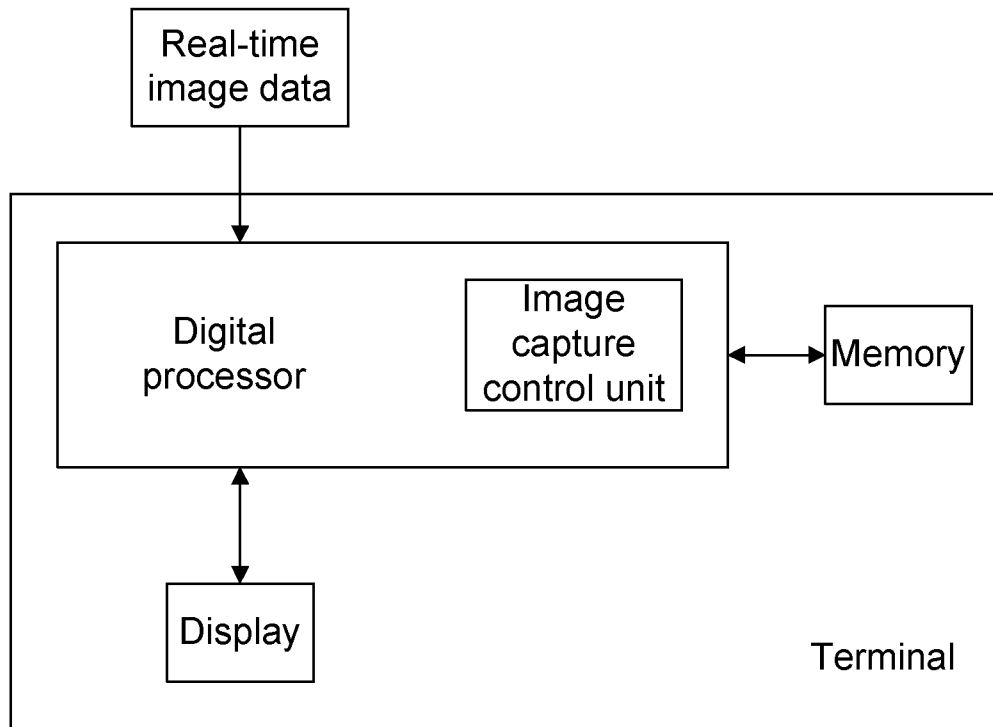 Real-time
image data
Digital
processor
Image
capture
control unit
Memory
Display
Terminal